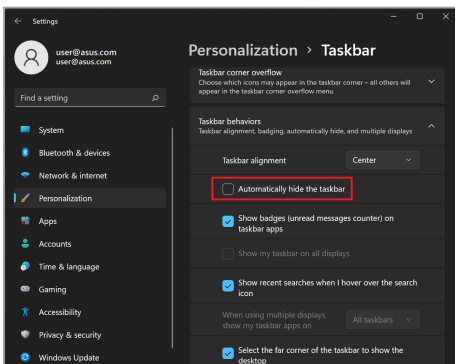 Settings
user@asus.com
user@asus.com
Find a setting
System
Bluetooth & devices
Network & internet
Personalization
Apps
Accounts
Time & language
Gaming
Accessibility
Privacy & security
Windows Update
Personalization > Taskbar
Taskbar corner overflow
Choose which icons may appear in the taskbar corner – all others will
appear in the taskbar corner overflow menu
Taskbar behaviors
Taskbar alignment, badging, automatically hide, and multiple displays
Taskbar alignment
Center
Automatically hide the taskbar
Show badges (unread messages counter) on
taskbar apps
Show my taskbar on all displays
Show recent searches when I hover over the search
icon
When using multiple displays,
show my taskbar apps on
All taskbars
Select the far corner of the taskbar to show the
desktop